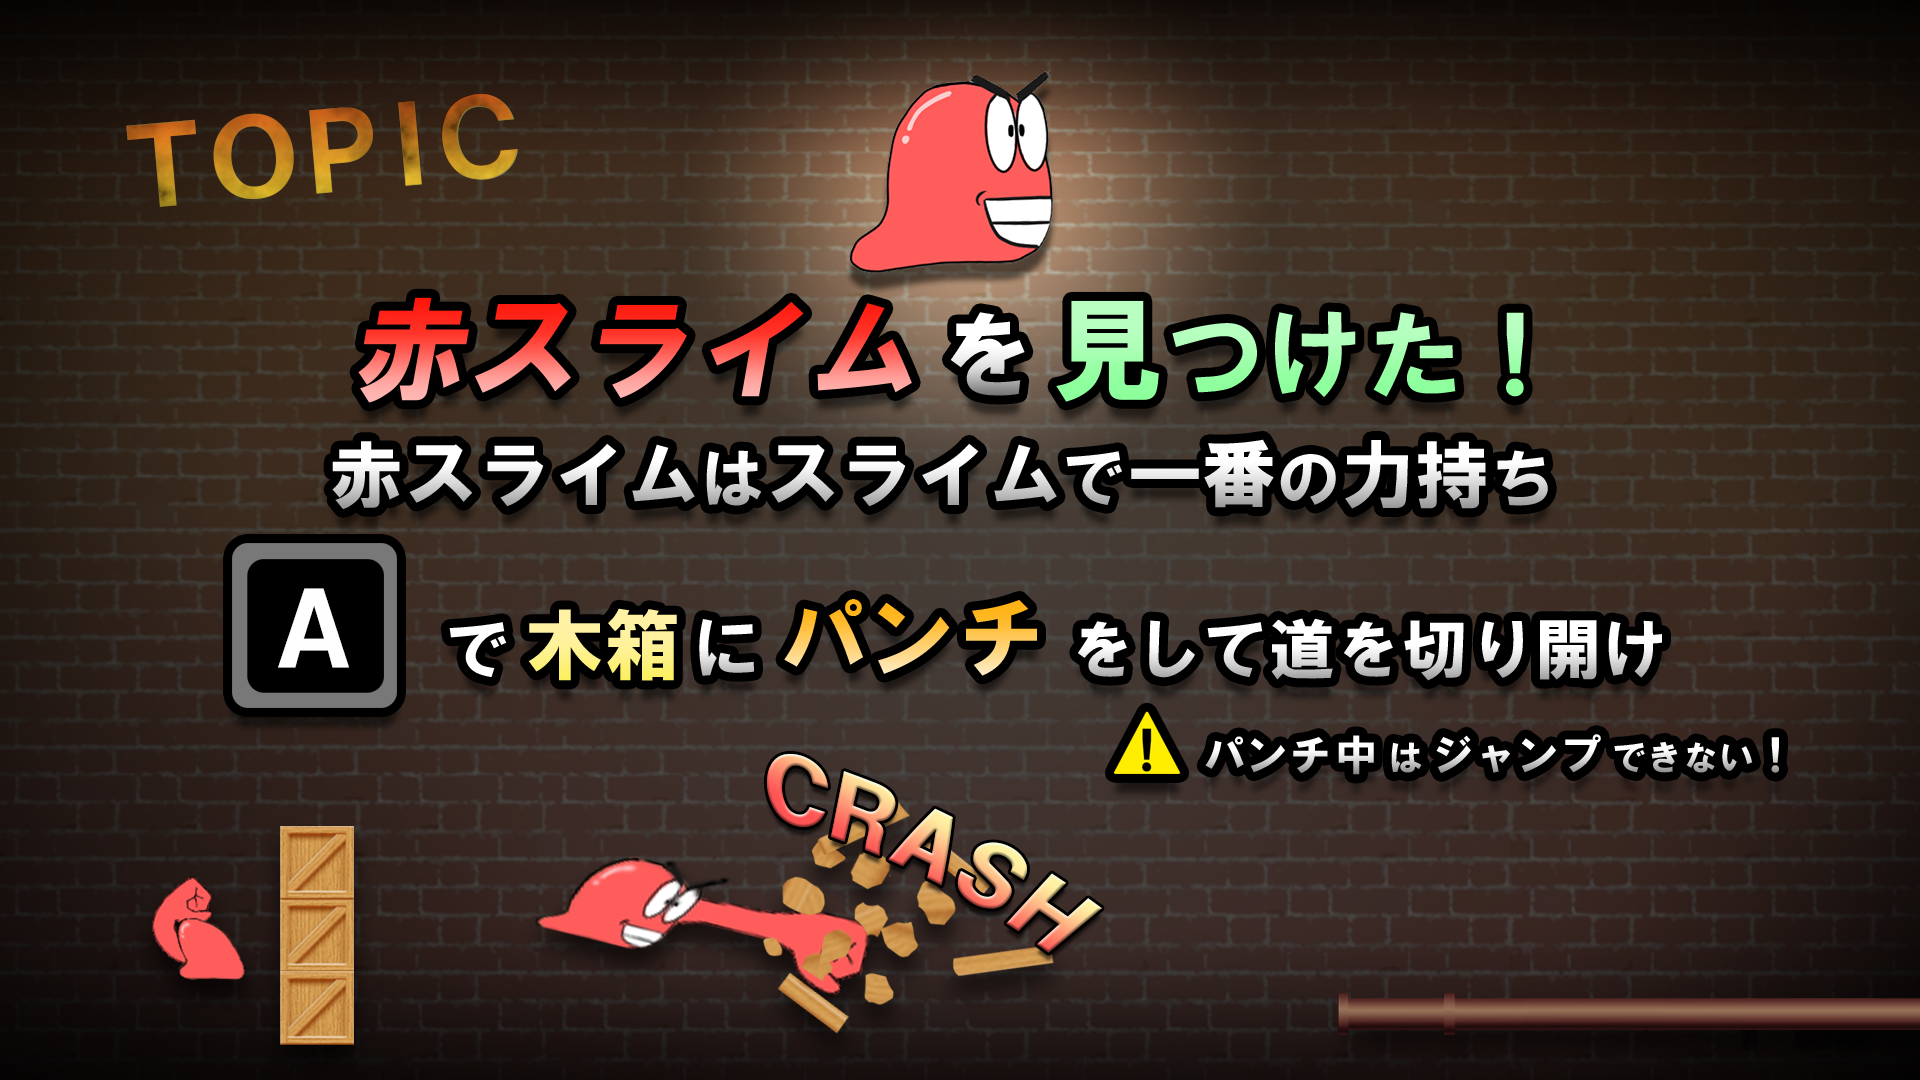 TOPIC
赤スライムを見つけた！
赤スライムはスライムで一番の力持ち
Aで木箱にパンチをして道を切り開け
パンチ中はジャンプできない！
CRASH